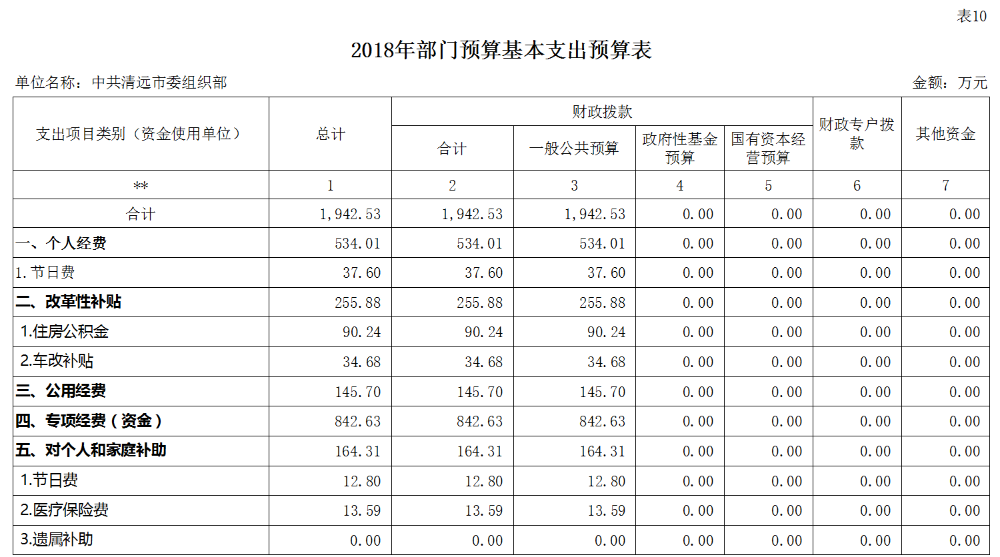 表10
2018年部门预算基本支出预算表
单位名称：中共清远市委组织部 金额：万元
支出项目类别（资金使用单位） 总计 财政拨款 财政专户拨款 其他资金
合计 一般公共预算 政府性基金预算 国有资本经营预算
** 1 2 3 4 5 6 7
合计 1,942.53 1,942.53 1,942.53 0.00 0.00 0.00 0.00
一、个人经费 534.01 534.01 534.01 0.00 0.00 0.00 0.00
1.节日费 37.60 37.60 37.60 0.00 0.00 0.00 0.00
二、改革性补贴 255.88 255.88 255.88 0.00 0.00 0.00 0.00
1.住房公积金 90.24 90.24 90.24 0.00 0.00 0.00 0.00
2.车改补贴 34.68 34.68 34.68 0.00 0.00 0.00 0.00
三、公用经费 145.70 145.70 145.70 0.00 0.00 0.00 0.00
四、专项经费（资金） 842.63 842.63 842.63 0.00 0.00 0.00 0.00
五、对个人和家庭补助 164.31 164.31 164.31 0.00 0.00 0.00 0.00
1.节日费 12.80 12.80 12.80 0.00 0.00 0.00 0.00
2.医疗保险费 13.59 13.59 13.59 0.00 0.00 0.00 0.00
3.遗属补助 0.00 0.00 0.00 0.00 0.00 0.00 0.00